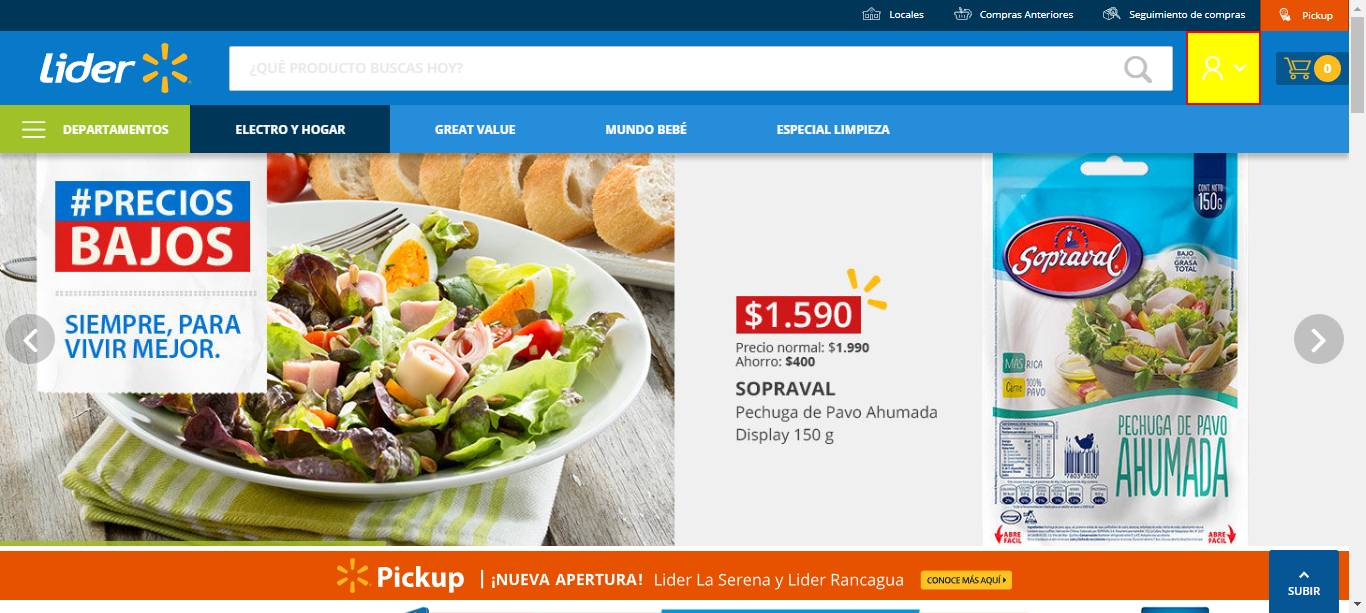 Locales
Compras Anteriores
Seguimiento de compras
Pickup
Lider
¿QUÉ PRODUCTO BUSCAS HOY?
0
DEPARTAMENTOS
ELECTRO Y HOGAR
GREAT VALUE
MUNDO BEBÉ
ESPECIAL LIMPIEZA
#PRECIOS
BAJOS
SIEMPRE, PARA
VIVIR MEJOR.
$1.590
Precio normal: $1.990
Ahorro: $400
SOPRAVAL
Pechuga de Pavo Ahumada
Display 150 g
CONT. NETO
150G
Sopraval
BAJO
GRASA
TOTAL
MÁS RICA
Carne 100%
PAVO
PECHUGA DE PAVO
AHUMADA
ABRE
FÁCIL
ABRE
FÁCIL
Pickup | ¡NUEVA APERTURA! Lider La Serena y Lider Rancagua
CONOCE MÁS AQUÍ
SUBIR